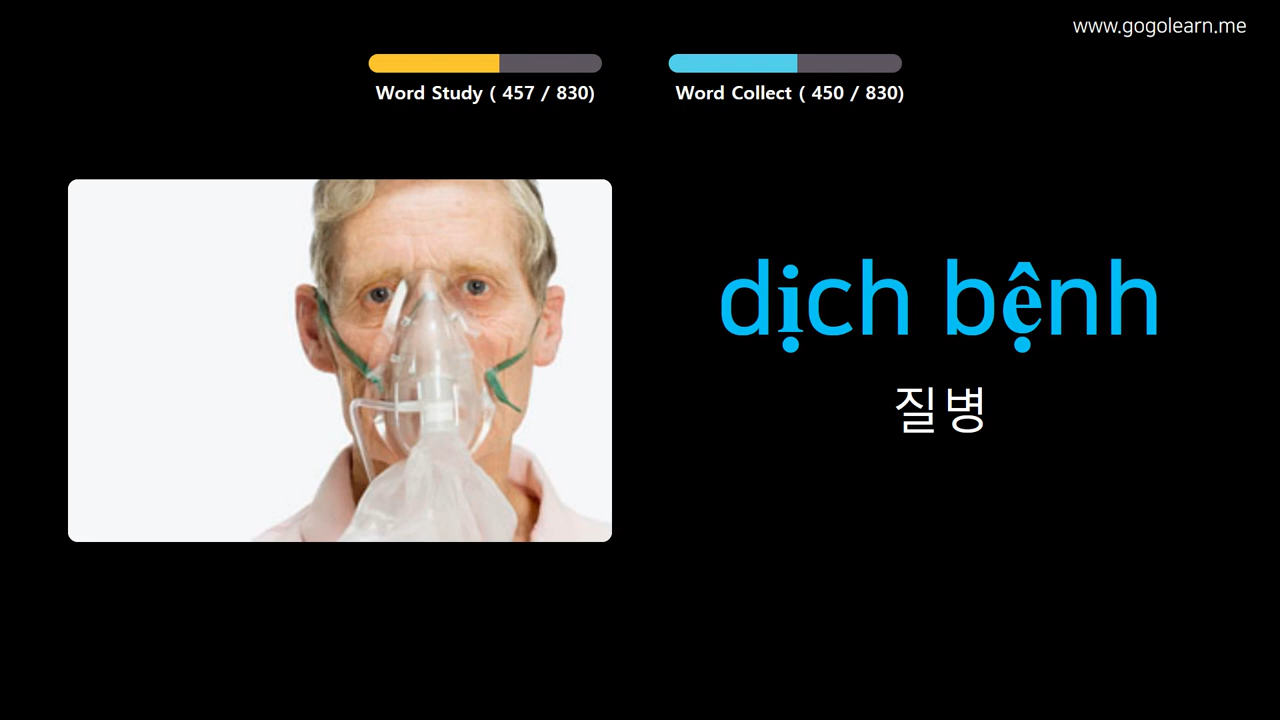 www.gogolearn.me
Word Study ( 457 / 830)
Word Collect ( 450 / 830)
dịch bệnh
질병